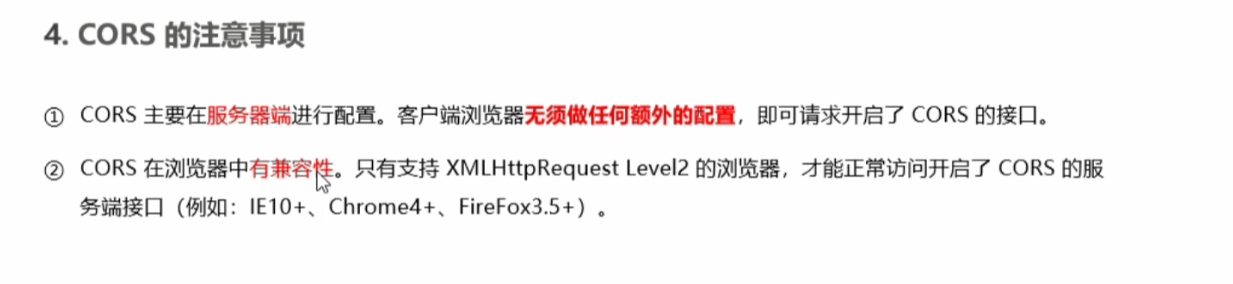 4. CORS 的注意事项
① CORS 主要在服务器端进行配置。客户端浏览器无须做任何额外的配置，即可请求开启了 CORS 的接口。
② CORS 在浏览器中有兼容性。只有支持 XMLHttpRequest Level2 的浏览器，才能正常访问开启了 CORS 的服
务端接口（例如：IE10+、Chrome4+、FireFox3.5+）。